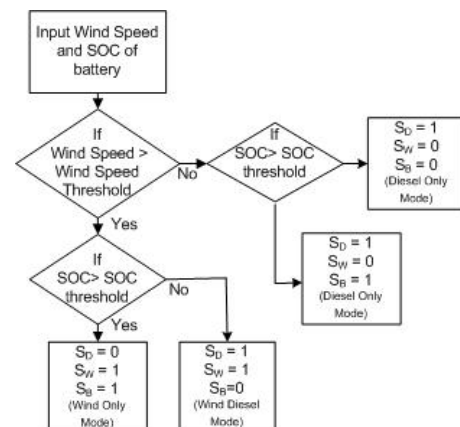 Input Wind Speed
and SOC of
battery
If
Wind Speed >
Wind Speed
Threshold
No
If
SOC> SOC
threshold
S_D = 1
S_W = 0
S_B = 0
(Diesel Only
Mode)
Yes
If
SOC> SOC
threshold
No
S_D = 1
S_W = 0
S_B = 1
(Diesel Only
Mode)
Yes
S_D = 0
S_W = 1
S_B = 1
(Wind Only
Mode)
S_D = 1
S_W = 1
S_B=0
(Wind Diesel
Mode)